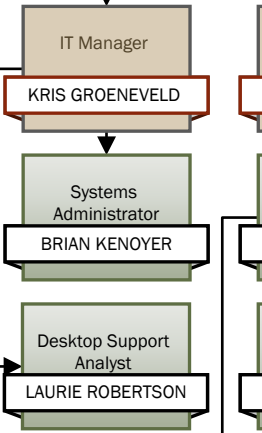 IT Manager
KRIS GROENEVELD
Systems
Administrator
BRIAN KENOYER
Desktop Support
Analyst
LAURIE ROBERTSON